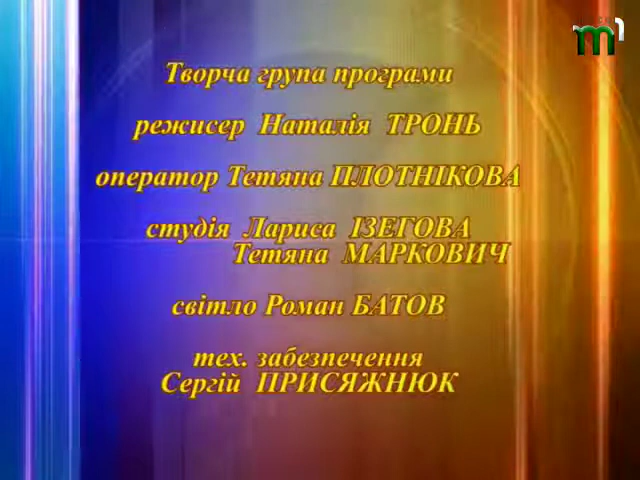 Творча група програми
режисер Наталія ТРОНЬ
оператор Тетяна ПЛОТНІКОВА
студія Лариса ІЗЕГОВА
Тетяна МАРКОВИЧ
світло Роман БАТОВ
тех. забезпечення
Сергій ПРИСЯЖНЮК